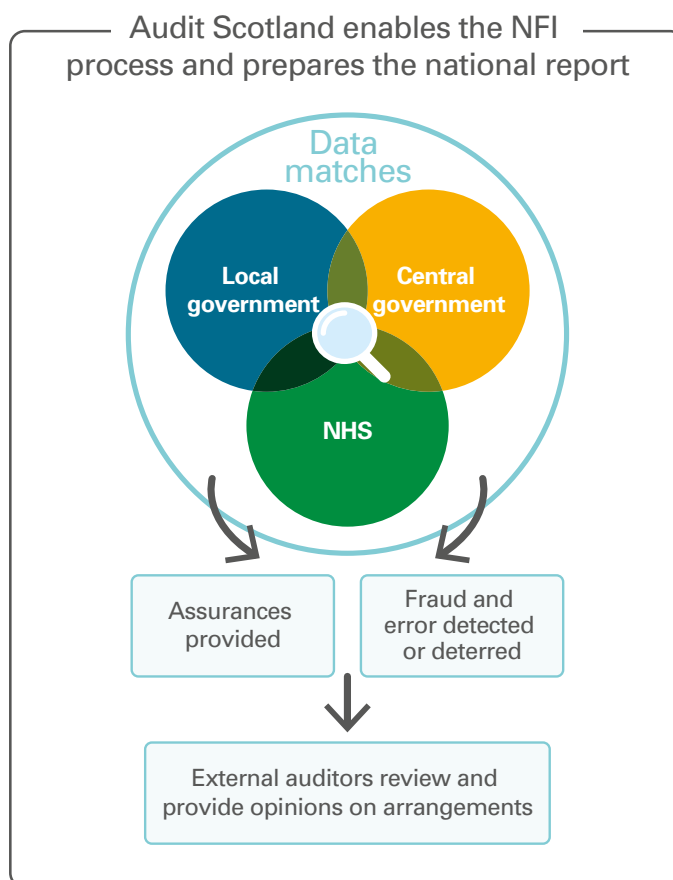 Audit Scotland enables the NFI
process and prepares the national report
Data
matches
Local
government
Central
government
NHS
Assurances
provided
Fraud and
error detected
or deterred
External auditors review and
provide opinions on arrangements